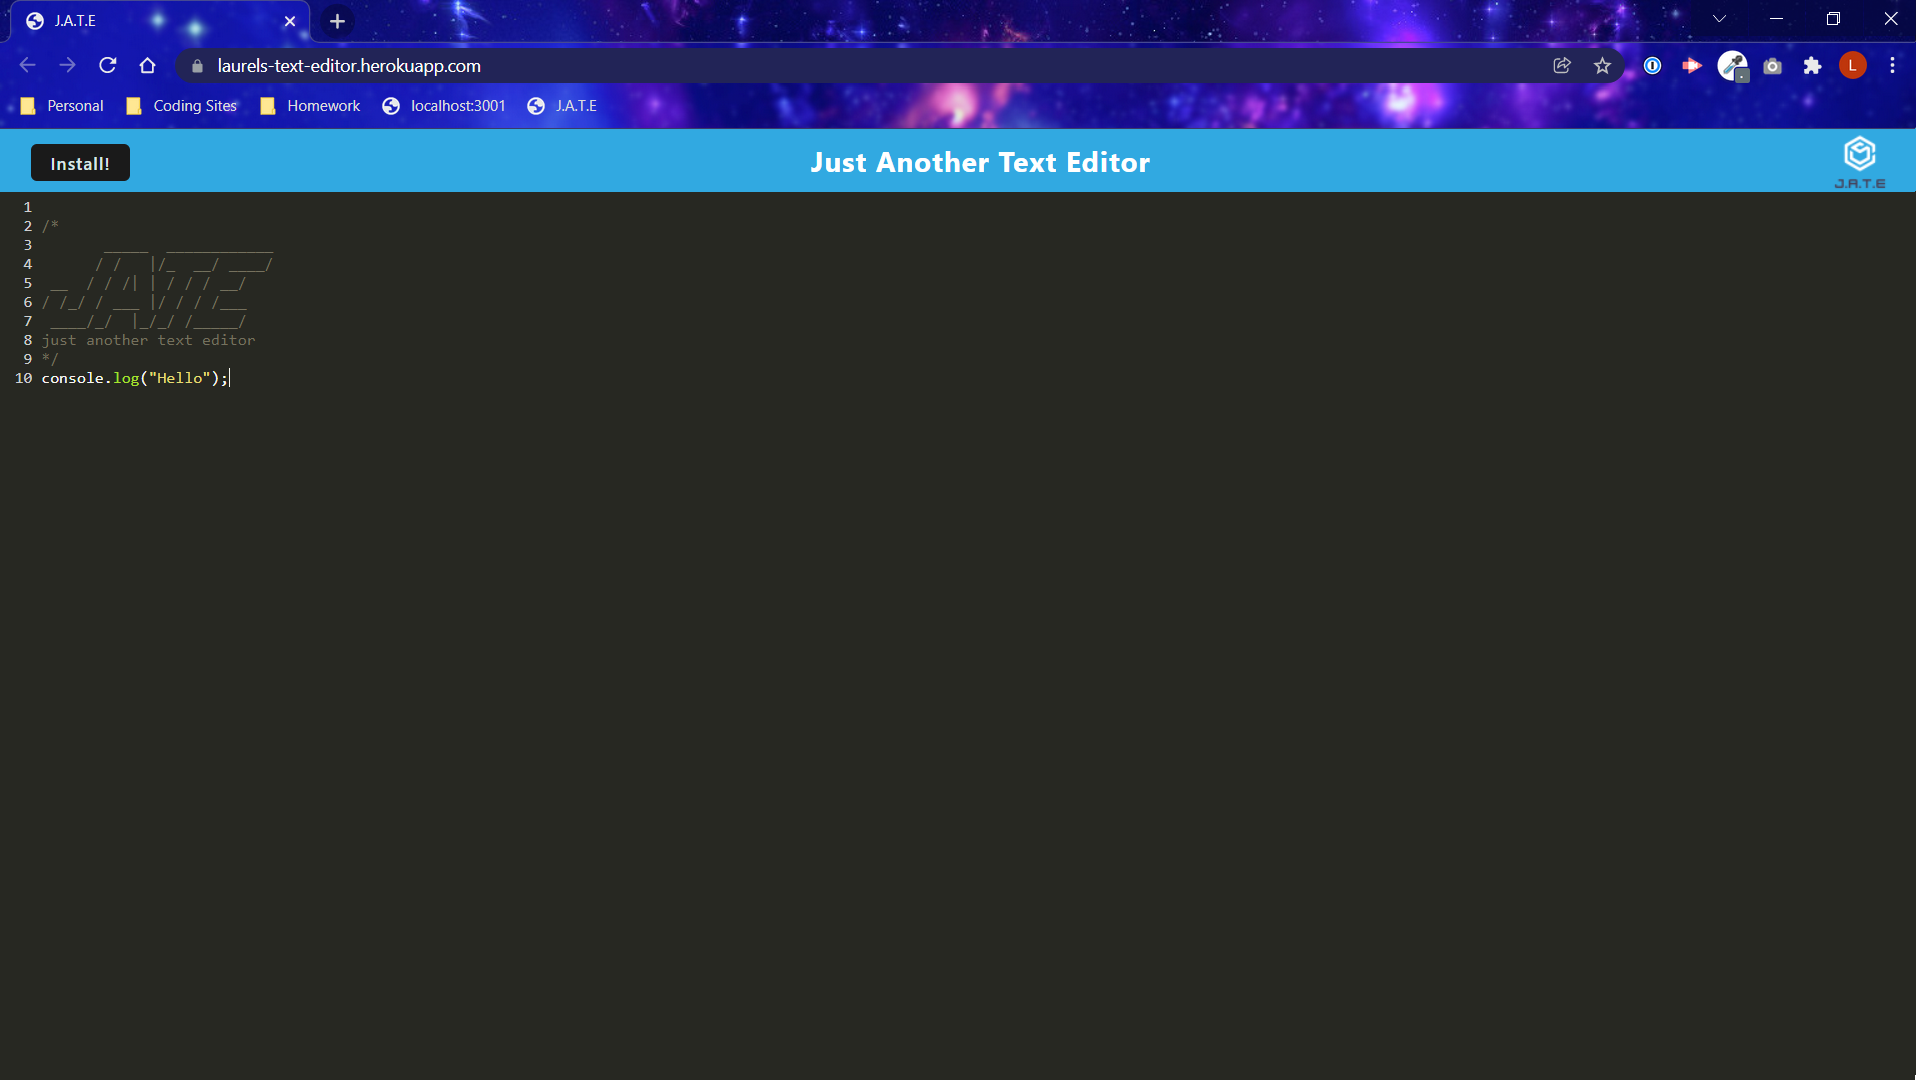 J.A.T.E
laurels-text-editor.herokuapp.com
L
Personal Coding Sites Homework localhost:3001 J.A.T.E
Install! Just Another Text Editor
J.A.T.E
1
2 /*
3        _____  ____________
4       / /   |/_  __/ ____/
5  __  / / /| | / / / __/
6 / /_/ / ___ |/ / / /___
7  ____/_/  |_/_/ /_____/
8 just another text editor
9 */
10 console.log("Hello");